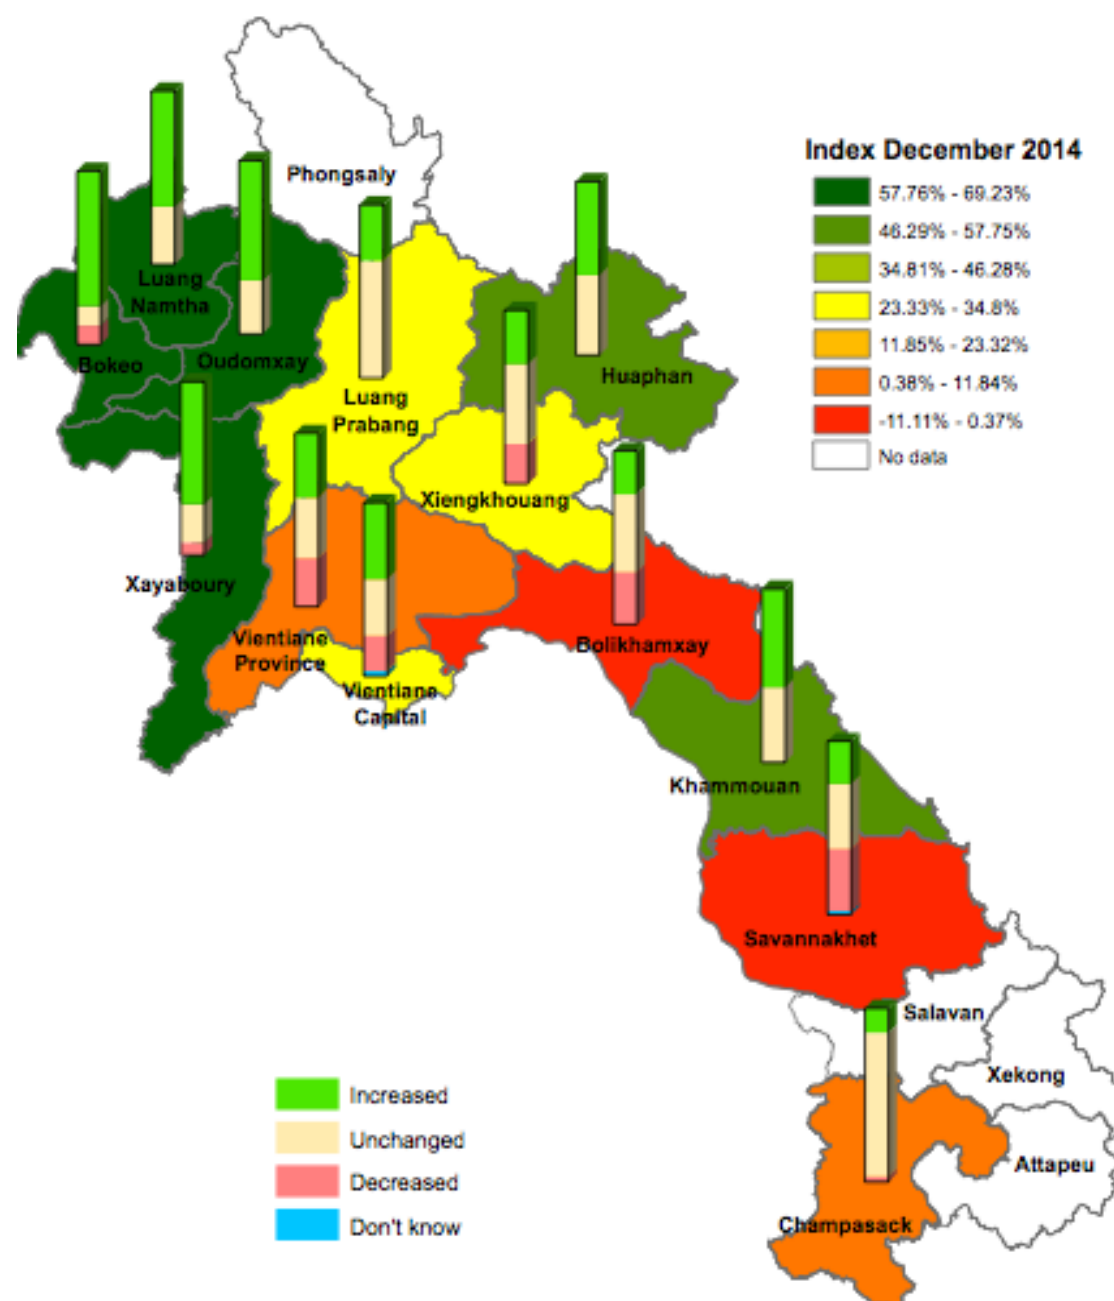 Phongsaly
Index December 2014
57.76% - 69.23%
46.29% - 57.75%
34.81% - 46.28%
23.33% - 34.8%
11.85% - 23.32%
0.38% - 11.84%
-11.11% - 0.37%
No data
Luang
Namtha
Bokeo
Oudomxay
Luang
Prabang
Huaphan
Xiengkhouang
Xayaboury
Vientiane
Province
Vientiane
Capital
Bolikhamxay
Khammouan
Savannakhet
Salavan
Xekong
Attapeu
Champasack
Increased
Unchanged
Decreased
Don't know